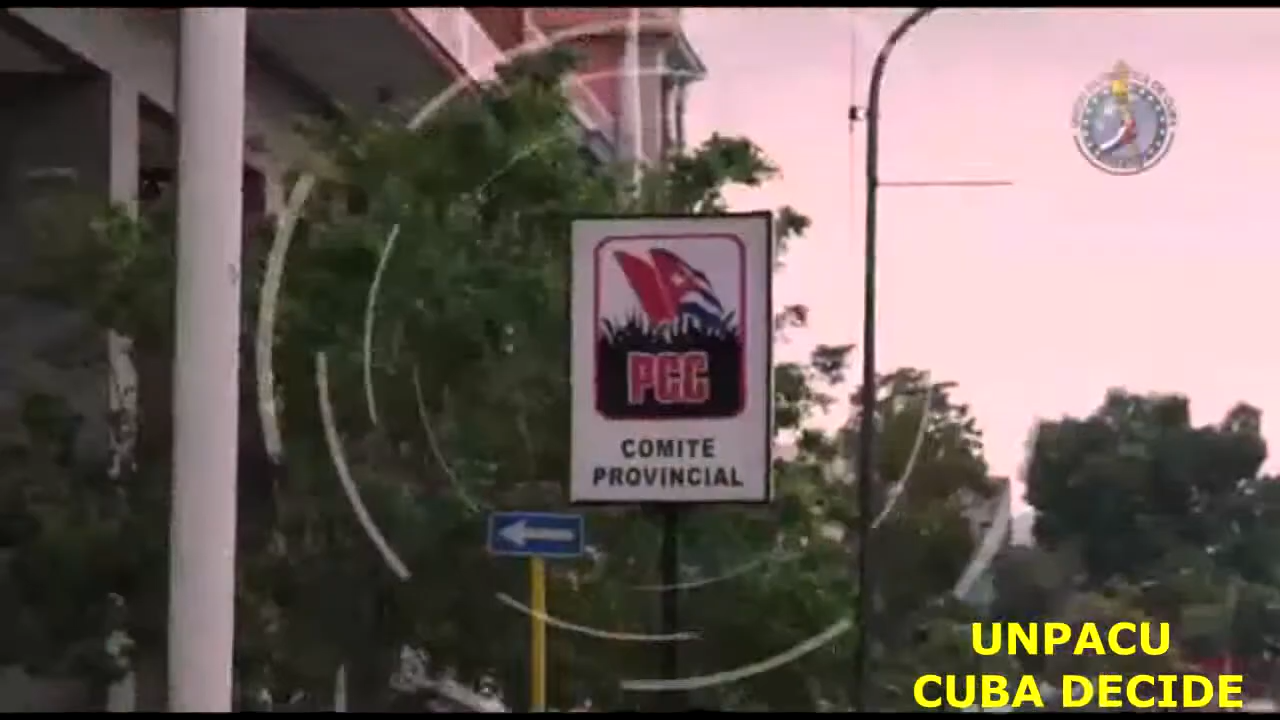 PCC
COMITE
PROVINCIAL
UNPACU
CUBA DECIDE